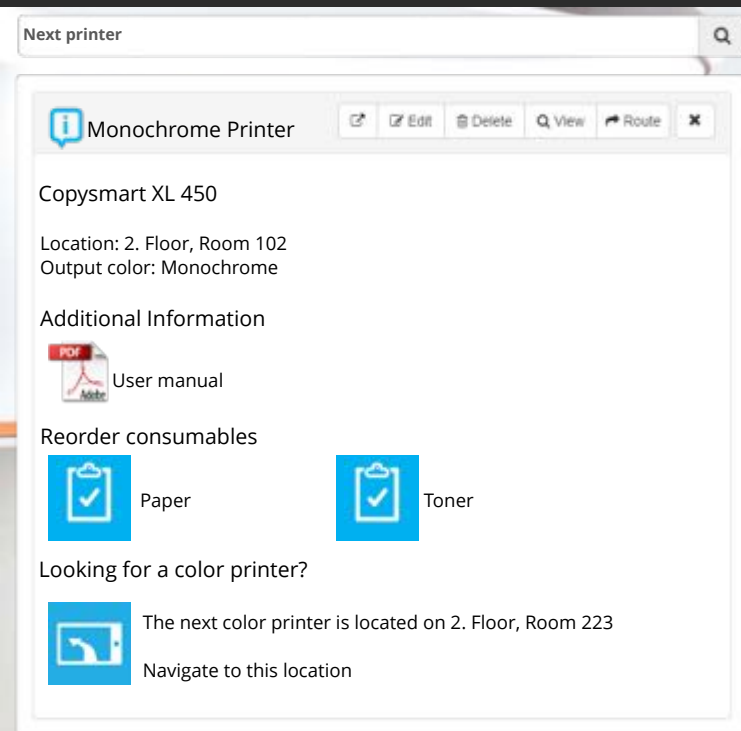 Next printer
Monochrome Printer
Edit Delete View Route
Copysmart XL 450
Location: 2. Floor, Room 102
Output color: Monochrome
Additional Information
PDF
Adobe
User manual
Reorder consumables
Paper Toner
Looking for a color printer?
The next color printer is located on 2. Floor, Room 223
Navigate to this location